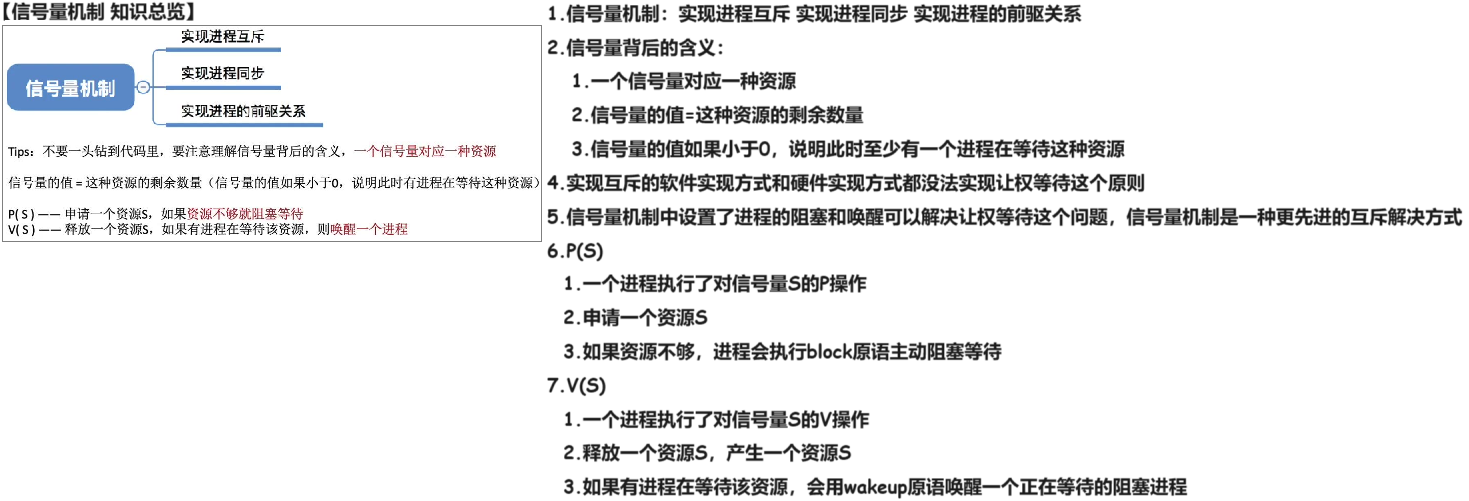 【信号量机制 知识总览】
实现进程互斥
信号量机制
实现进程同步
实现进程的前驱关系
Tips：不要一头钻到代码里，要注意理解信号量背后的含义，一个信号量对应一种资源
信号量的值 = 这种资源的剩余数量（信号量的值如果小于0，说明此时有进程在等待这种资源）
P( S ) —— 申请一个资源S，如果资源不够就阻塞等待
V( S ) —— 释放一个资源S，如果有进程在等待该资源，则唤醒一个进程
1.信号量机制：实现进程互斥 实现进程同步 实现进程的前驱关系
2.信号量背后的含义：
1.一个信号量对应一种资源
2.信号量的值=这种资源的剩余数量
3.信号量的值如果小于0，说明此时至少有一个进程在等待这种资源
4.实现互斥的软件实现方式和硬件实现方式都没法实现让权等待这个原则
5.信号量机制中设置了进程的阻塞和唤醒可以解决让权等待这个问题，信号量机制是一种更先进的互斥解决方式
6.P(S)
1.一个进程执行了对信号量S的P操作
2.申请一个资源S
3.如果资源不够，进程会执行block原语主动阻塞等待
7.V(S)
1.一个进程执行了对信号量S的V操作
2.释放一个资源S，产生一个资源S
3.如果有进程在等待该资源，会用wakeup原语唤醒一个正在等待的阻塞进程